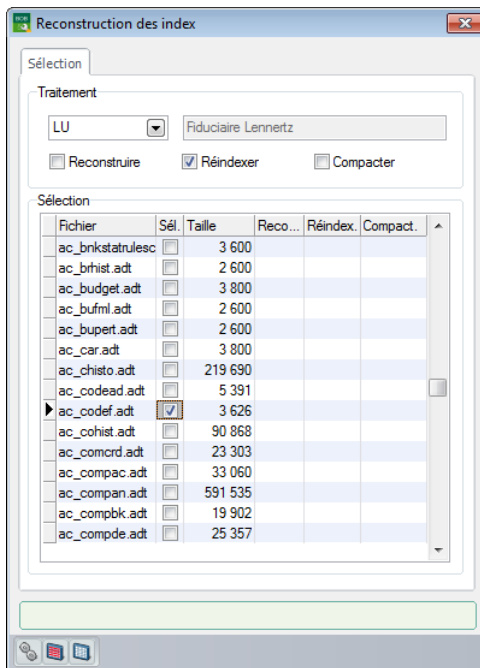 Reconstruction des index
Sélection
Traitement
LU Fiduciaire Lennertz
Reconstruire Réindexer Compacter
Sélection
Fichier Sél. Taille Reco... Réindex. Compact.
ac_bnkstatrulesc 3 600
ac_brhist.adt 2 600
ac_budget.adt 3 800
ac_bufml.adt 2 600
ac_bupert.adt 2 600
ac_car.adt 3 800
ac_chisto.adt 219 690
ac_codead.adt 5 391
ac_codef.adt 3 626
ac_cohist.adt 90 868
ac_comcrd.adt 23 303
ac_compac.adt 33 060
ac_compan.adt 591 535
ac_compbk.adt 19 902
ac_compde.adt 25 357